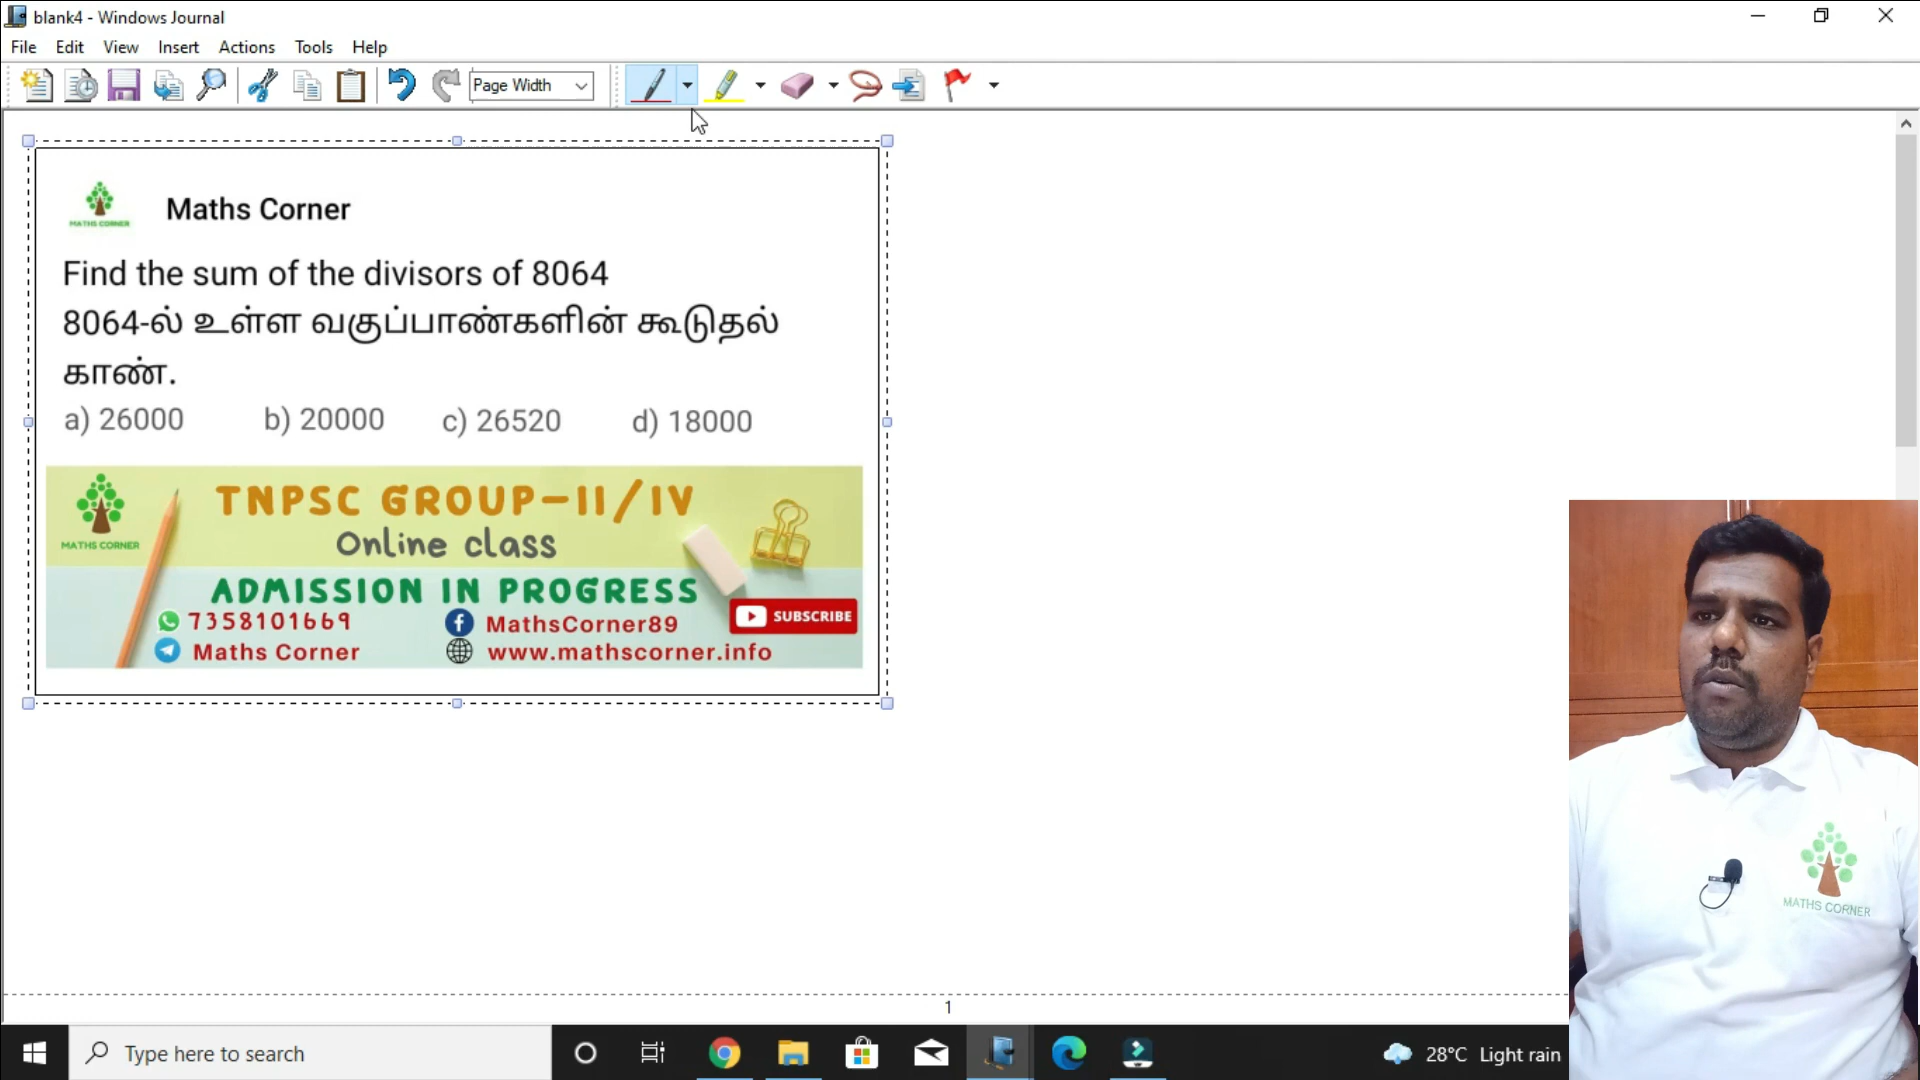 blank4 - Windows Journal
File Edit View Insert Actions Tools Help
Page Width
MATHS CORNER
Maths Corner
Find the sum of the divisors of 8064
8064-ல் உள்ள வகுப்பாண்களின் கூடுதல்
காண்.
a) 26000 b) 20000 c) 26520 d) 18000
MATHS CORNER
TNPSC GROUP-II/IV
Online class
ADMISSION IN PROGRESS
7358101669 MathsCorner89 SUBSCRIBE
Maths Corner www.mathscorner.info
MATHS CORNER
1
Type here to search
28°C Light rain